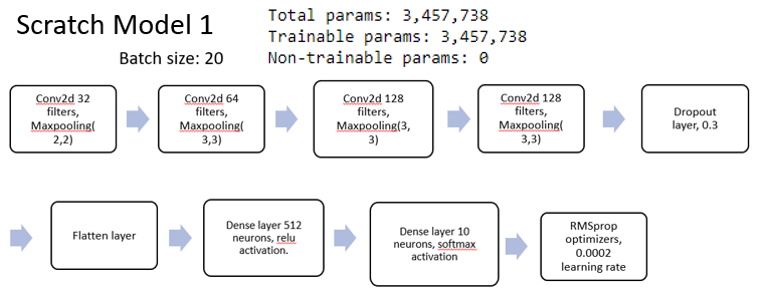 Scratch Model 1
Batch size: 20
Total params: 3,457,738
Trainable params: 3,457,738
Non-trainable params: 0
Conv2d 32
filters,
Maxpooling(
2,2)
Conv2d 64
filters,
Maxpooling(
3,3)
Conv2d 128
filters,
Maxpooling(3,
3)
Conv2d 128
filters,
Maxpooling(
3,3)
Dropout
layer, 0.3
Flatten layer
Dense layer 512
neurons, relu
activation.
Dense layer 10
neurons, softmax
activation
RMSprop
optimizers,
0.0002
learning rate